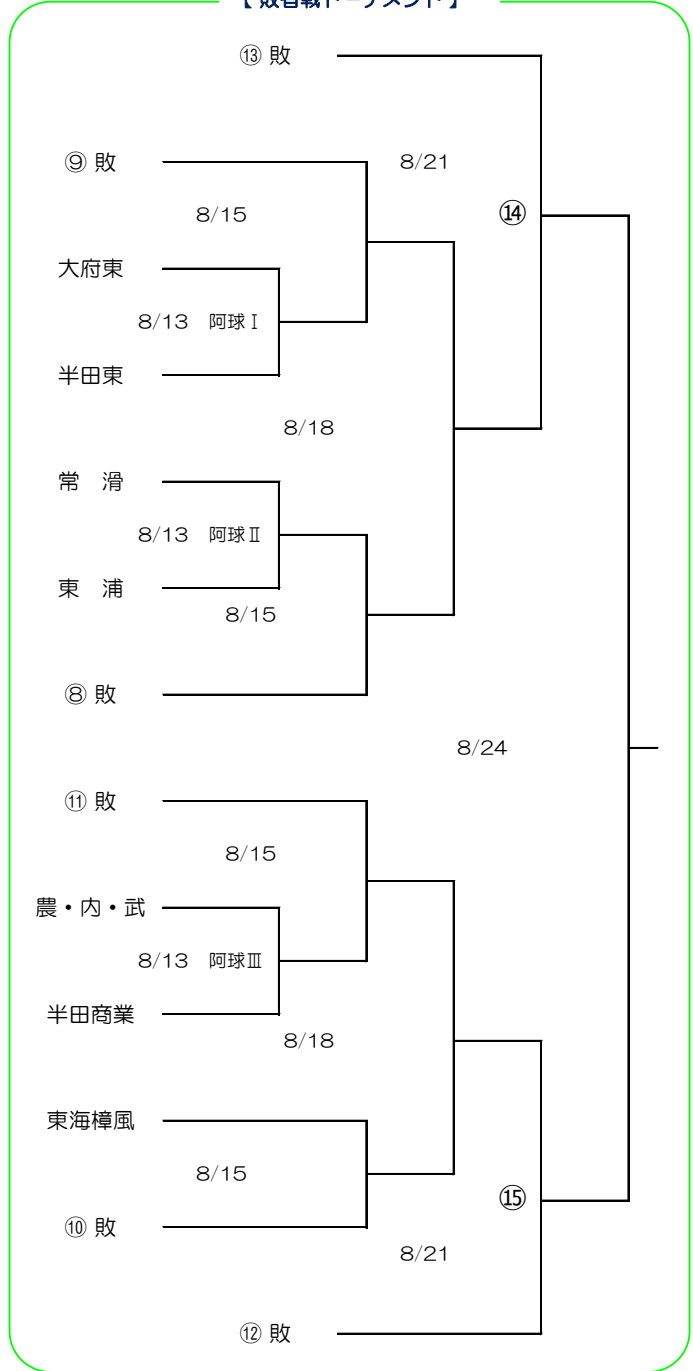 【 敗者戦トーナメント 】
⑬ 敗
⑨ 敗
8/21
8/15
⑭
大府東
8/13 阿球Ⅰ
半田東
8/18
常 滑
8/13 阿球Ⅱ
東 浦
8/15
⑧ 敗
8/24
⑪ 敗
8/15
農・内・武
8/13 阿球Ⅲ
半田商業
8/18
東海樟風
8/15
⑮
⑩ 敗
8/21
⑫ 敗